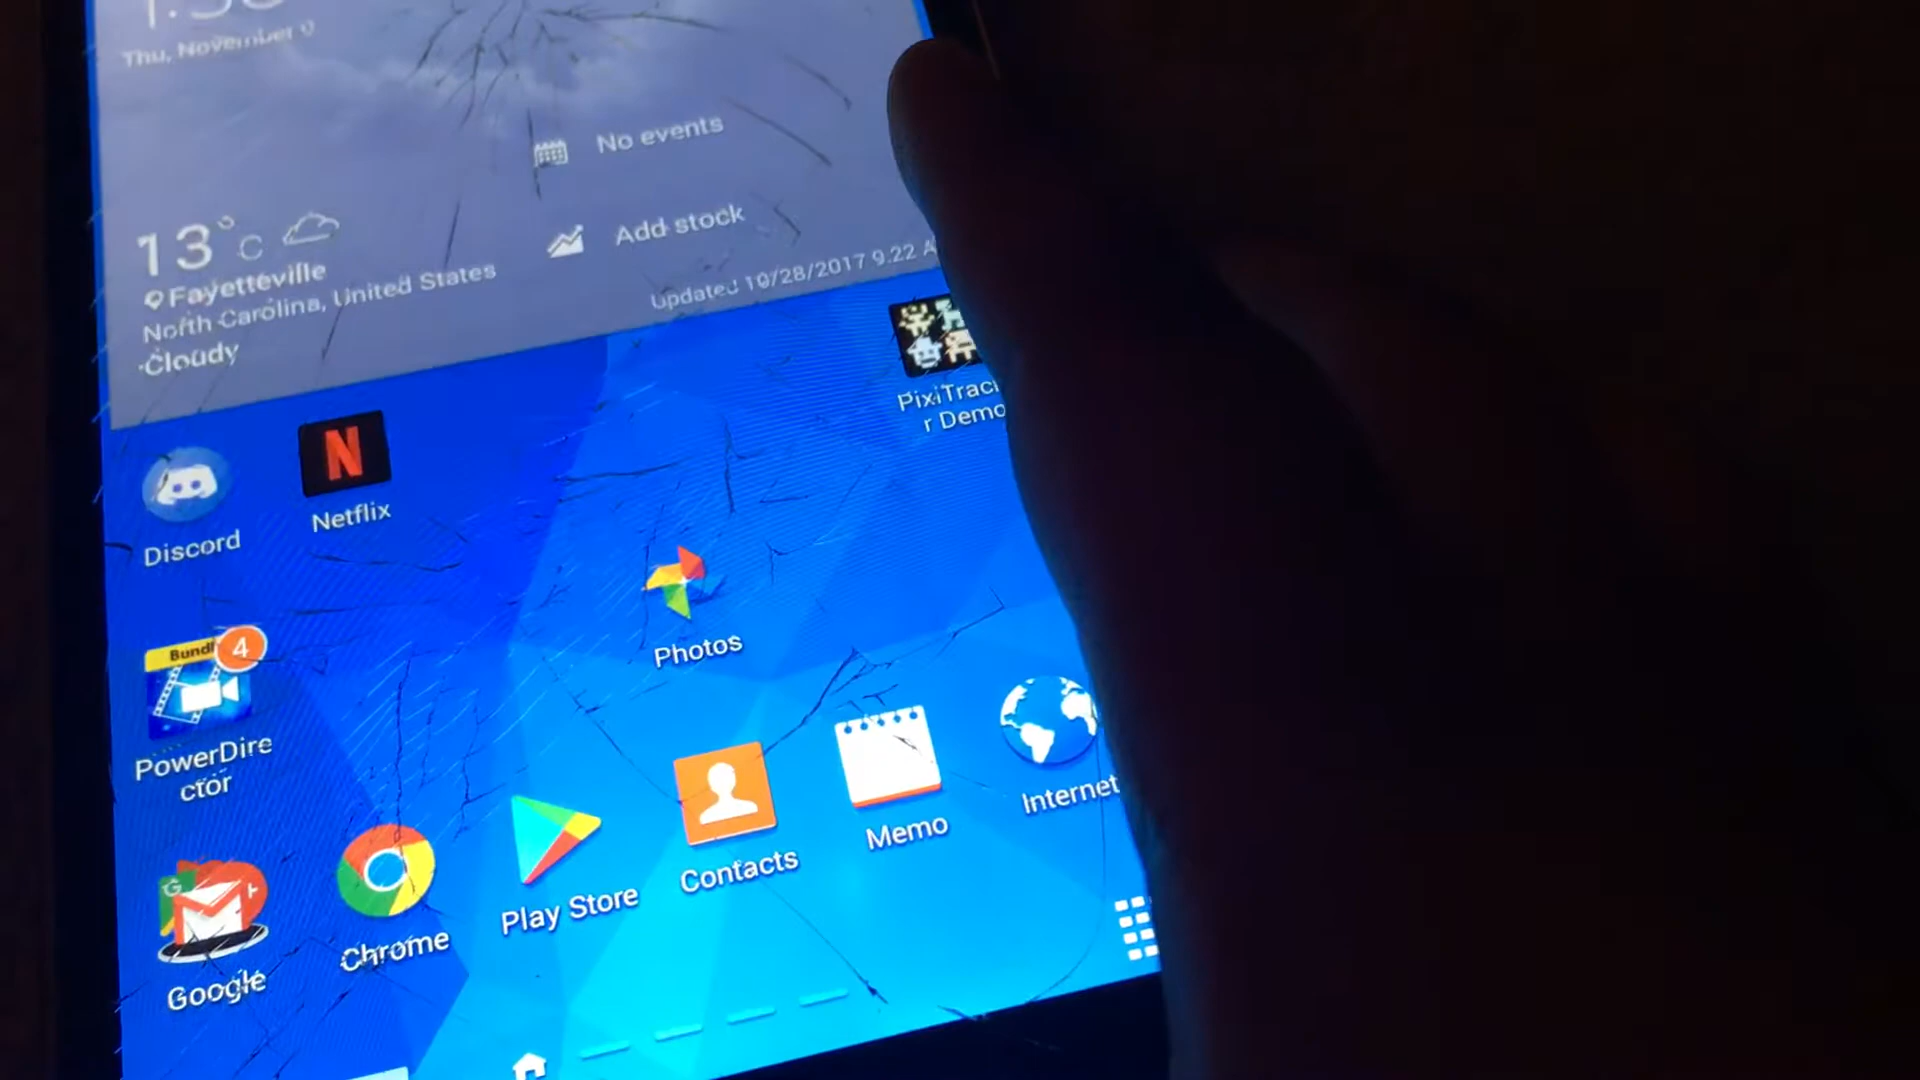 Thu, November 9
No events
Add stock
13°C
Fayetteville
North Carolina, United States
Cloudy
Updated 10/28/2017 9:22 A
PixiTrac
r Demo
Discord
N
Netflix
Photos
Bundl
4
PowerDire
ctor
Internet
Memo
Contacts
Play Store
Chrome
G
Google